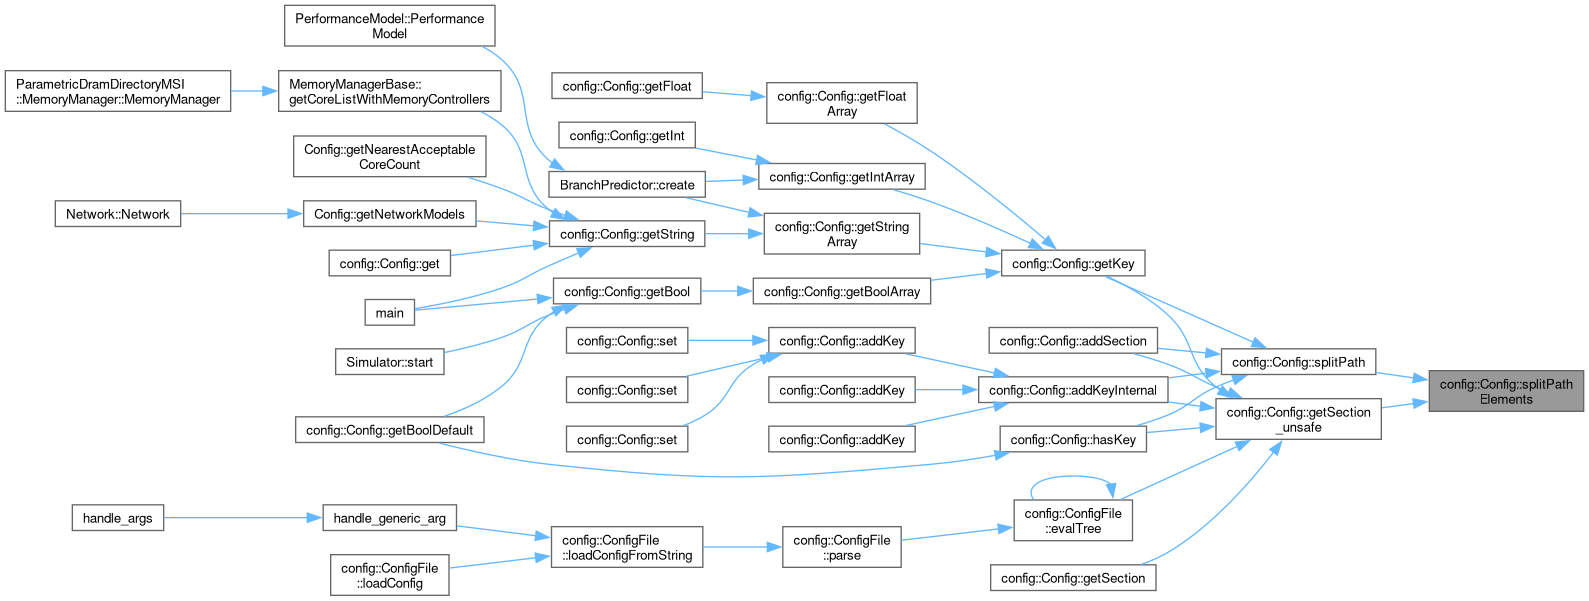 PerformanceModel::Performance
Model
ParametricDramDirectoryMSI
::MemoryManager::MemoryManager
MemoryManagerBase::
getCoreListWithMemoryControllers
config::Config::getFloat
config::Config::getFloat
Array
config::Config::getInt
Config::getNearestAcceptable
CoreCount
BranchPredictor::create
config::Config::getIntArray
Network::Network
Config::getNetworkModels
config::Config::getString
config::Config::getString
Array
config::Config::get
config::Config::getKey
main
config::Config::getBool
config::Config::getBoolArray
Simulator::start
config::Config::set
config::Config::addKey
config::Config::addSection
config::Config::splitPath
config::Config::set
config::Config::addKey
config::Config::addKeyInternal
config::Config::splitPath
Elements
config::Config::getBoolDefault
config::Config::set
config::Config::addKey
config::Config::hasKey
config::Config::getSection
_unsafe
handle_args
handle_generic_arg
config::ConfigFile
::loadConfigFromString
config::ConfigFile
::parse
config::ConfigFile
::evalTree
config::ConfigFile
::loadConfig
config::Config::getSection